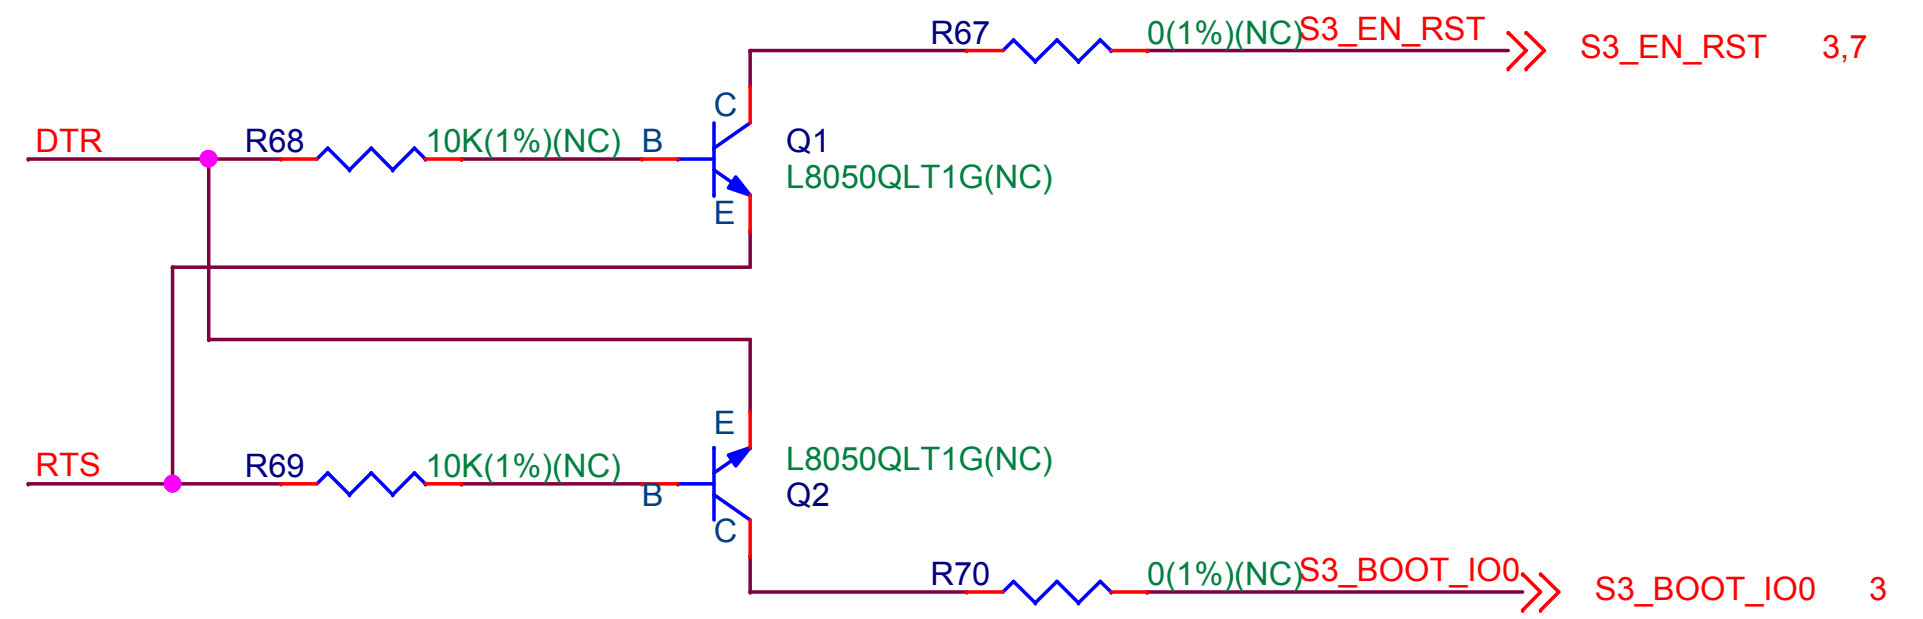 R67 0(1%)(NC) S3_EN_RST S3_EN_RST 3,7
C
DTR R68 10K(1%)(NC) B Q1
L8050QLT1G(NC)
E
E
L8050QLT1G(NC)
RTS R69 10K(1%)(NC) B Q2
C
R70 0(1%)(NC) S3_BOOT_IO0 S3_BOOT_IO0 3